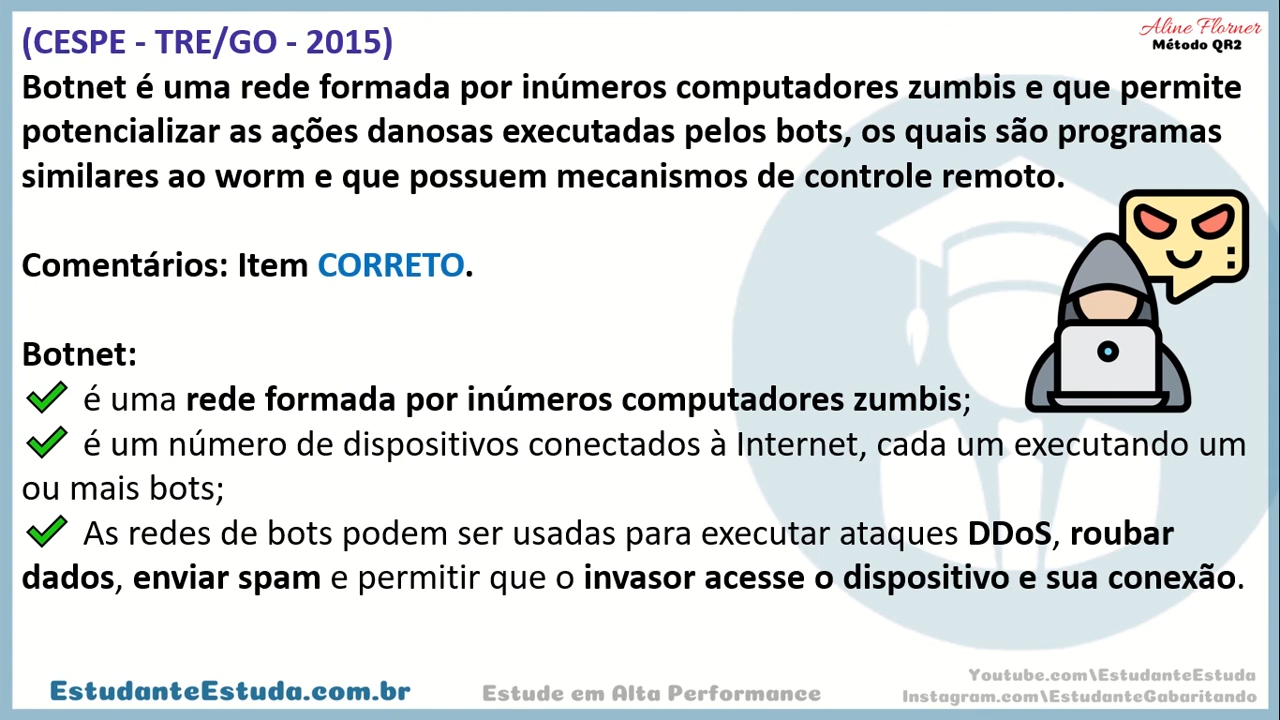 (CESPE - TRE/GO - 2015)
Aline Florner
Método QR2
Botnet é uma rede formada por inúmeros computadores zumbis e que permite
potencializar as ações danosas executadas pelos bots, os quais são programas
similares ao worm e que possuem mecanismos de controle remoto.
Comentários: Item CORRETO.
Botnet:
é uma rede formada por inúmeros computadores zumbis;
é um número de dispositivos conectados à Internet, cada um executando um
ou mais bots;
As redes de bots podem ser usadas para executar ataques DDoS, roubar
dados, enviar spam e permitir que o invasor acesse o dispositivo e sua conexão.
EstudanteEstuda.com.br
Estude em Alta Performance
Youtube.com\EstudanteEstuda
Instagram.com\EstudanteGabaritando